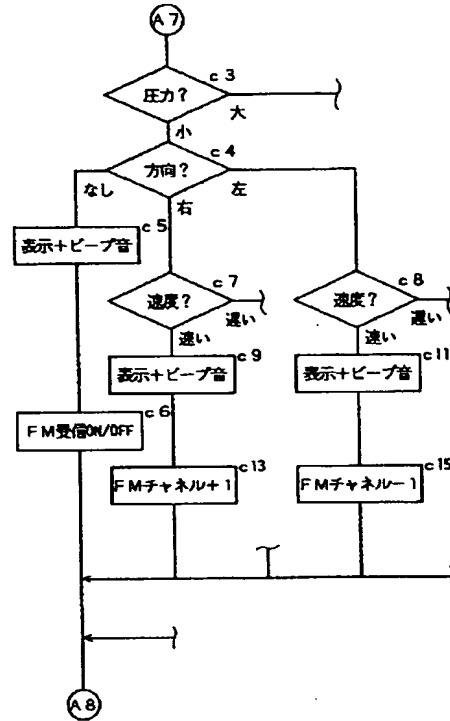 A7
c3
圧力?
大
小
c4
方向?
なし
左
右
c5
表示+ビープ音
c7
速度?
遅い
速い
c8
速度?
遅い
速い
c9
表示+ビープ音
c11
表示+ビープ音
c6
FM受信ON/OFF
c13
FMチャネル+1
c15
FMチャネル-1
A8